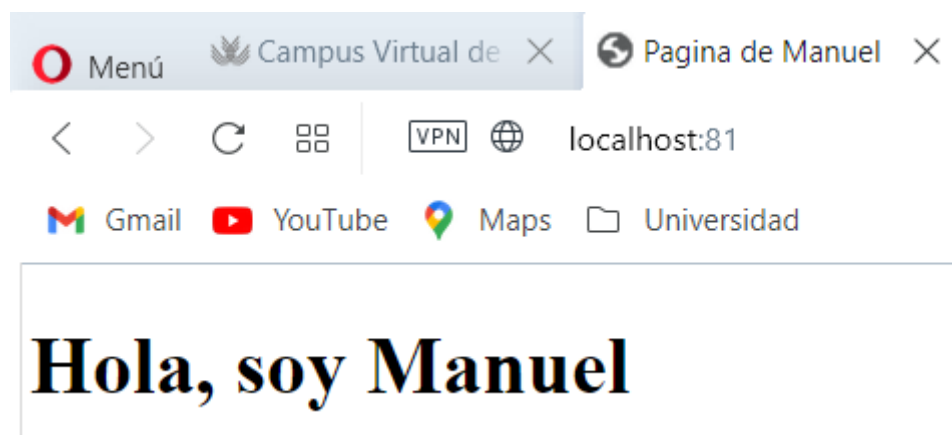 Menú Campus Virtual de Pagina de Manuel
VPN localhost:81
Gmail YouTube Maps Universidad
Hola, soy Manuel